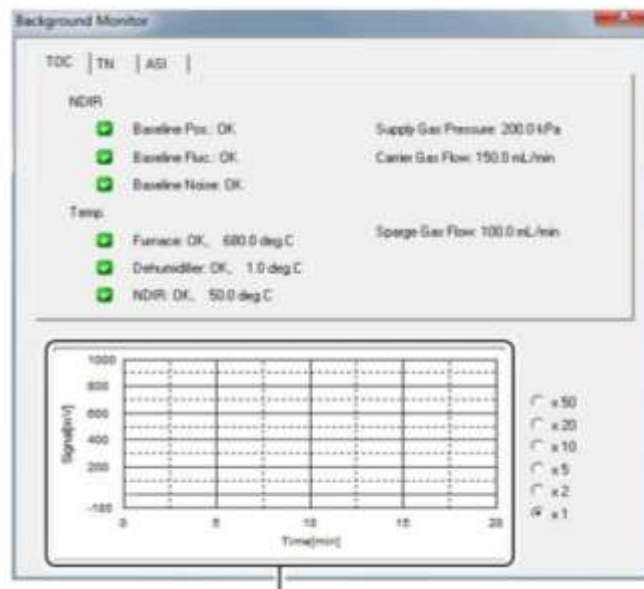 Background Monitor
TOC TN ASI
NDIR
Baseline Pos.: OK
Supply Gas Pressure: 200.0 kPa
Baseline Fluc.: OK
Carrier Gas Flow: 150.0 mL/min
Baseline Noise: OK
Temp.
Furnace: OK, 680.0 deg.C
Sparge Gas Flow: 100.0 mL/min
Dehumidifier: OK, 1.0 deg.C
NDIR: OK, 50.0 deg.C
Signal[mV]
1000
800
600
400
200
-100
0 5 10 15 20
Time[min]
x 50
x 20
x 10
x 5
x 2
x 1